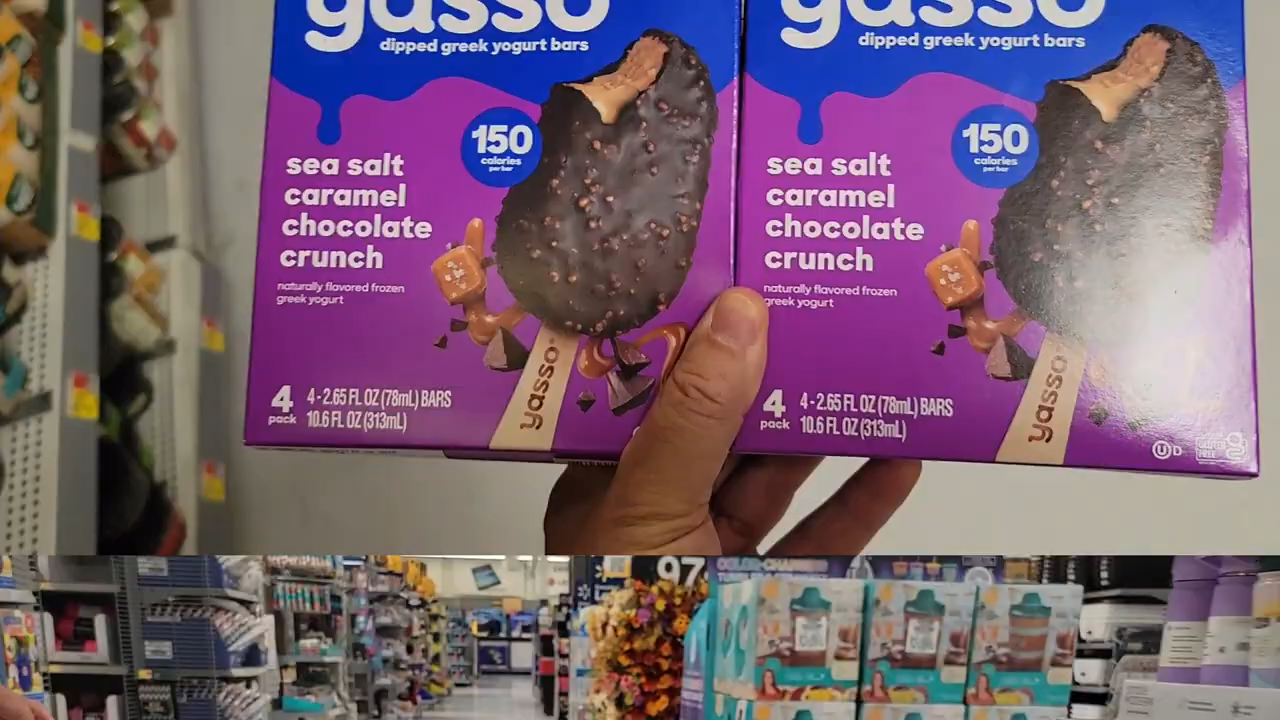 yasso
dipped greek yogurt bars
150
calories
per bar
sea salt
caramel
chocolate
crunch
naturally flavored frozen
greek yogurt
4
pack
4 - 2.65 FL OZ (78mL) BARS
10.6 FL OZ (313mL)
yasso
yasso
dipped greek yogurt bars
150
calories
per bar
sea salt
caramel
chocolate
crunch
naturally flavored frozen
greek yogurt
4
pack
4 - 2.65 FL OZ (78mL) BARS
10.6 FL OZ (313mL)
yasso
U D
97
COLOR-CHANGING